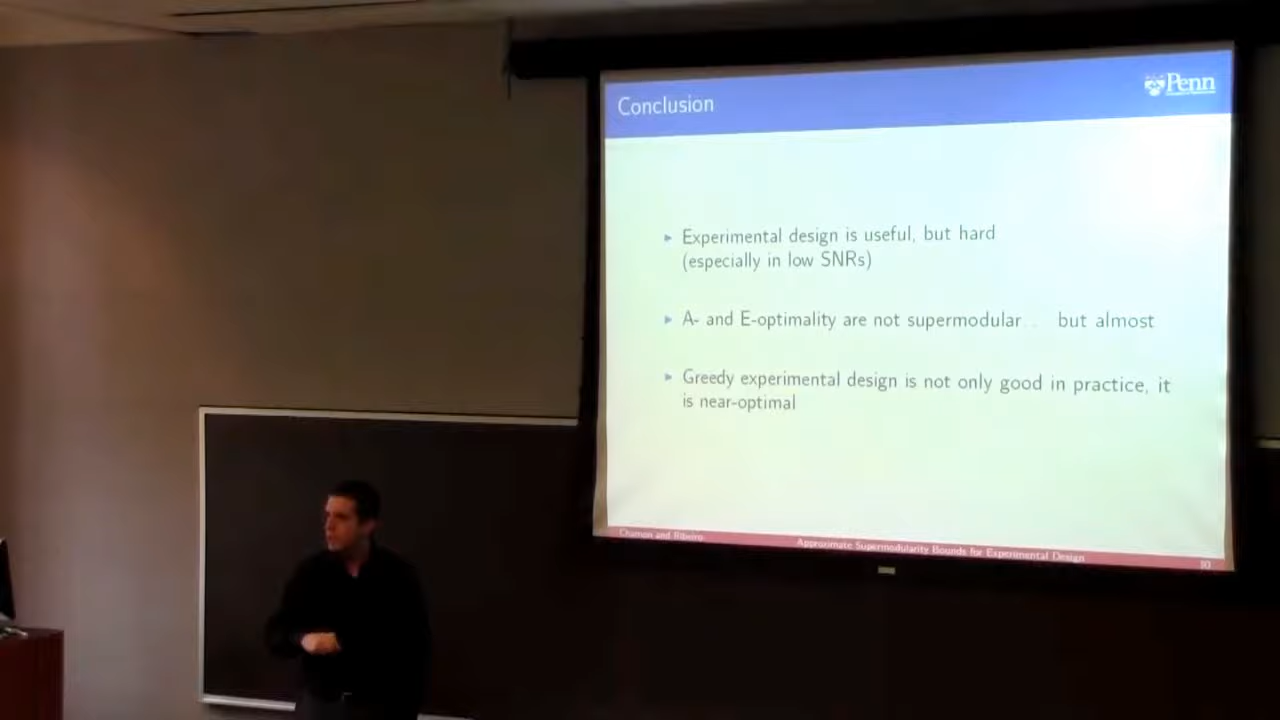 Conclusion
Penn
▸ Experimental design is useful, but hard
(especially in low SNRs)
▸ A- and E-optimality are not supermodular... but almost
▸ Greedy experimental design is not only good in practice, it
is near-optimal
Chamon and Ribeiro
Approximate Supermodularity Bounds for Experimental Design